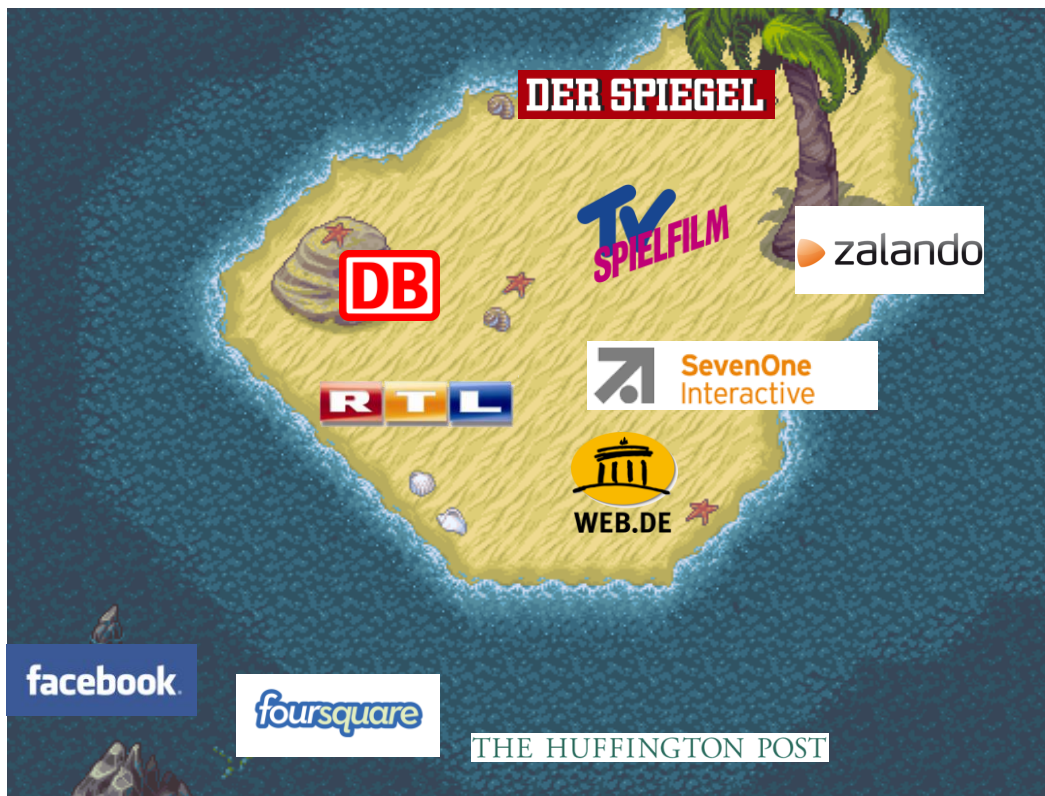 DER SPIEGEL
TV
SPIELFILM
zalando
DB
SevenOne
Interactive
RTL
WEB.DE
facebook.
foursquare
THE HUFFINGTON POST